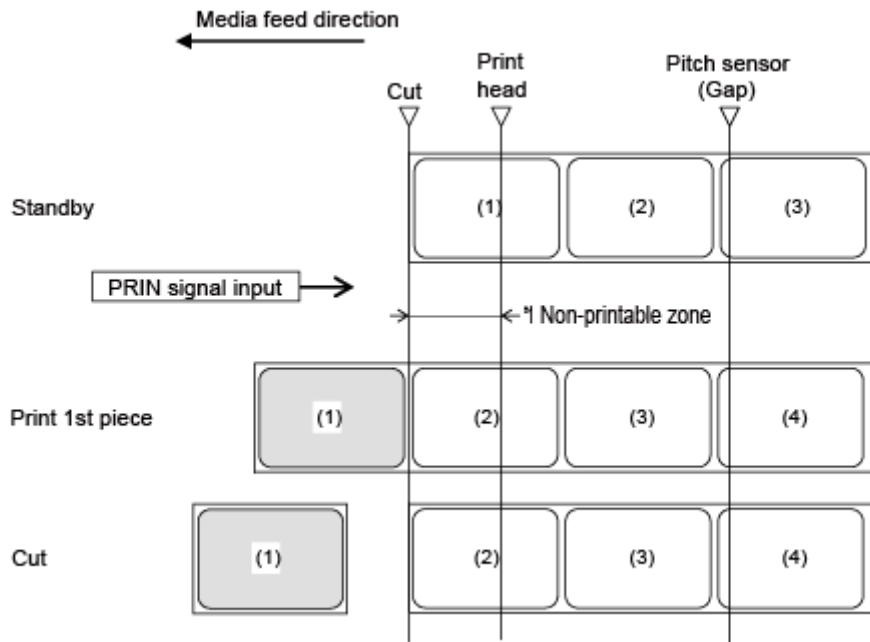 Media feed direction
Cut
Print
head
Pitch sensor
(Gap)
Standby
(1)
(2)
(3)
PRIN signal input
*1 Non-printable zone
Print 1st piece
(1)
(2)
(3)
(4)
Cut
(1)
(2)
(3)
(4)